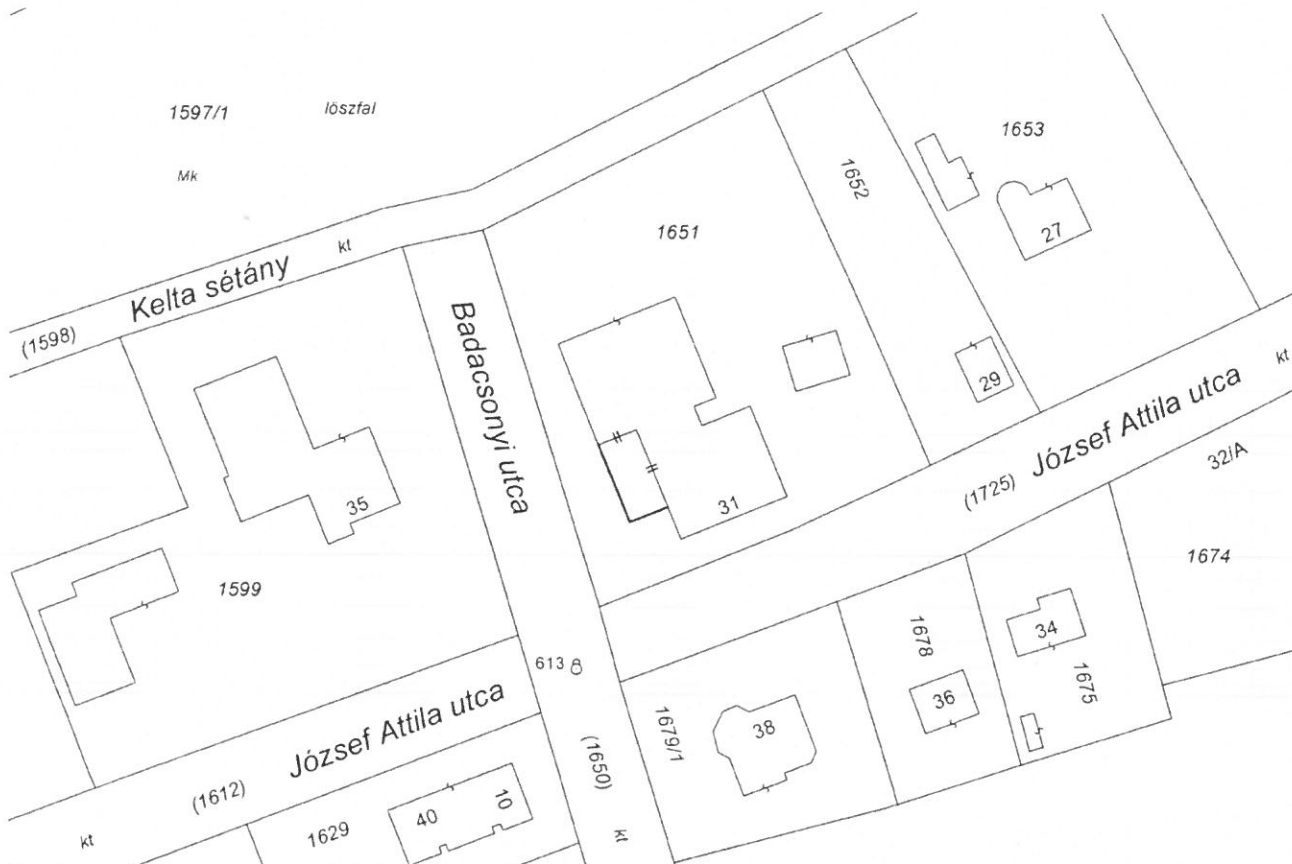 1597/1
löszfal
Mk
1653
1652
27
1651
kt
Kelta sétány
(1598)
Badacsonyi utca
29
József Attila utca
kt
(1725)
32/A
35
31
1674
1599
34
1678
1675
613
36
József Attila utca
1679/1
38
(1650)
(1612)
10
40
1629
kt
kt